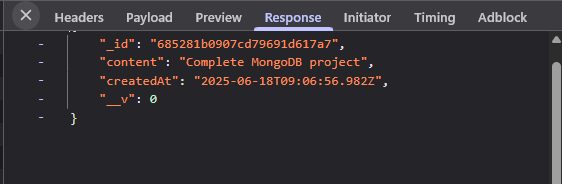 Headers Payload Preview Response Initiator Timing Adblock
- "_id": "685281b0907cd79691d617a7",
- "content": "Complete MongoDB project",
- "createdAt": "2025-06-18T09:06:56.982Z",
- "__v": 0
- }